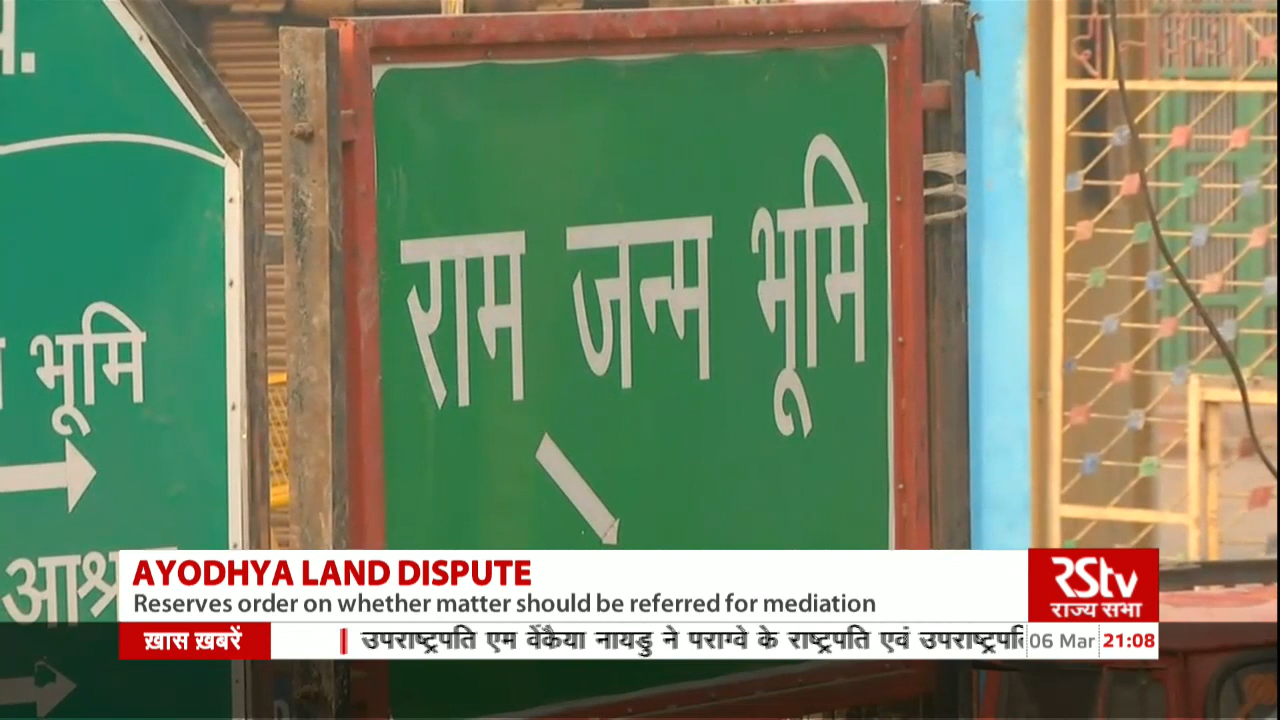 राम जन्म भूमि
भूमि
AYODHYA LAND DISPUTE
Reserves order on whether matter should be referred for mediation
RSTV
राज्य सभा
ख़ास ख़बरें
उपराष्ट्रपति एम वेंकैया नायडु ने पराग्वे के राष्ट्रपति एवं उपराष्ट्रपति
06 Mar 21:08